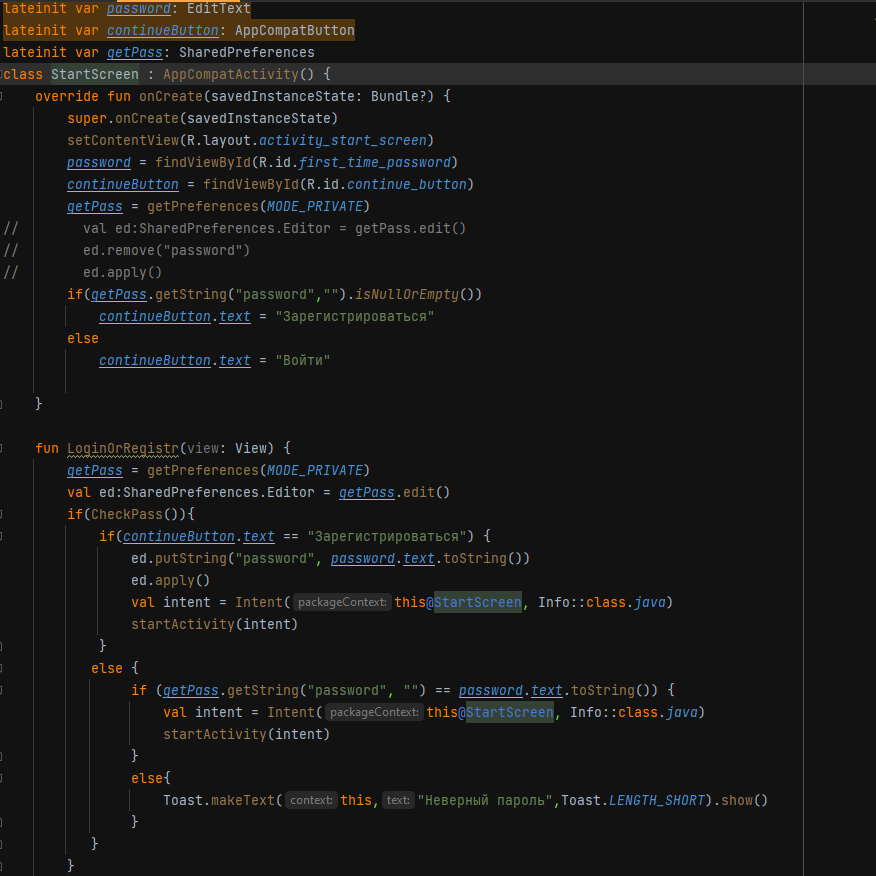 lateinit var password: EditText
lateinit var continueButton: AppCompatButton
lateinit var getPass: SharedPreferences
class StartScreen : AppCompatActivity() {
    override fun onCreate(savedInstanceState: Bundle?) {
        super.onCreate(savedInstanceState)
        setContentView(R.layout.activity_start_screen)
        password = findViewById(R.id.first_time_password)
        continueButton = findViewById(R.id.continue_button)
        getPass = getPreferences(MODE_PRIVATE)
//        val ed:SharedPreferences.Editor = getPass.edit()
//        ed.remove("password")
//        ed.apply()
        if(getPass.getString("password","").isNullOrEmpty())
            continueButton.text = "Зарегистрироваться"
        else
            continueButton.text = "Войти"
    }
    fun LoginOrRegistr(view: View) {
        getPass = getPreferences(MODE_PRIVATE)
        val ed:SharedPreferences.Editor = getPass.edit()
        if(CheckPass()){
            if(continueButton.text == "Зарегистрироваться") {
                ed.putString("password", password.text.toString())
                ed.apply()
                val intent = Intent( packageContext: this@StartScreen, Info::class.java)
                startActivity(intent)
            }
           else {
                if (getPass.getString("password", "") == password.text.toString()) {
                    val intent = Intent( packageContext: this@StartScreen, Info::class.java)
                    startActivity(intent)
                }
                else{
                    Toast.makeText( context: this, text: "Неверный пароль",Toast.LENGTH_SHORT).show()
                }
           }
        }